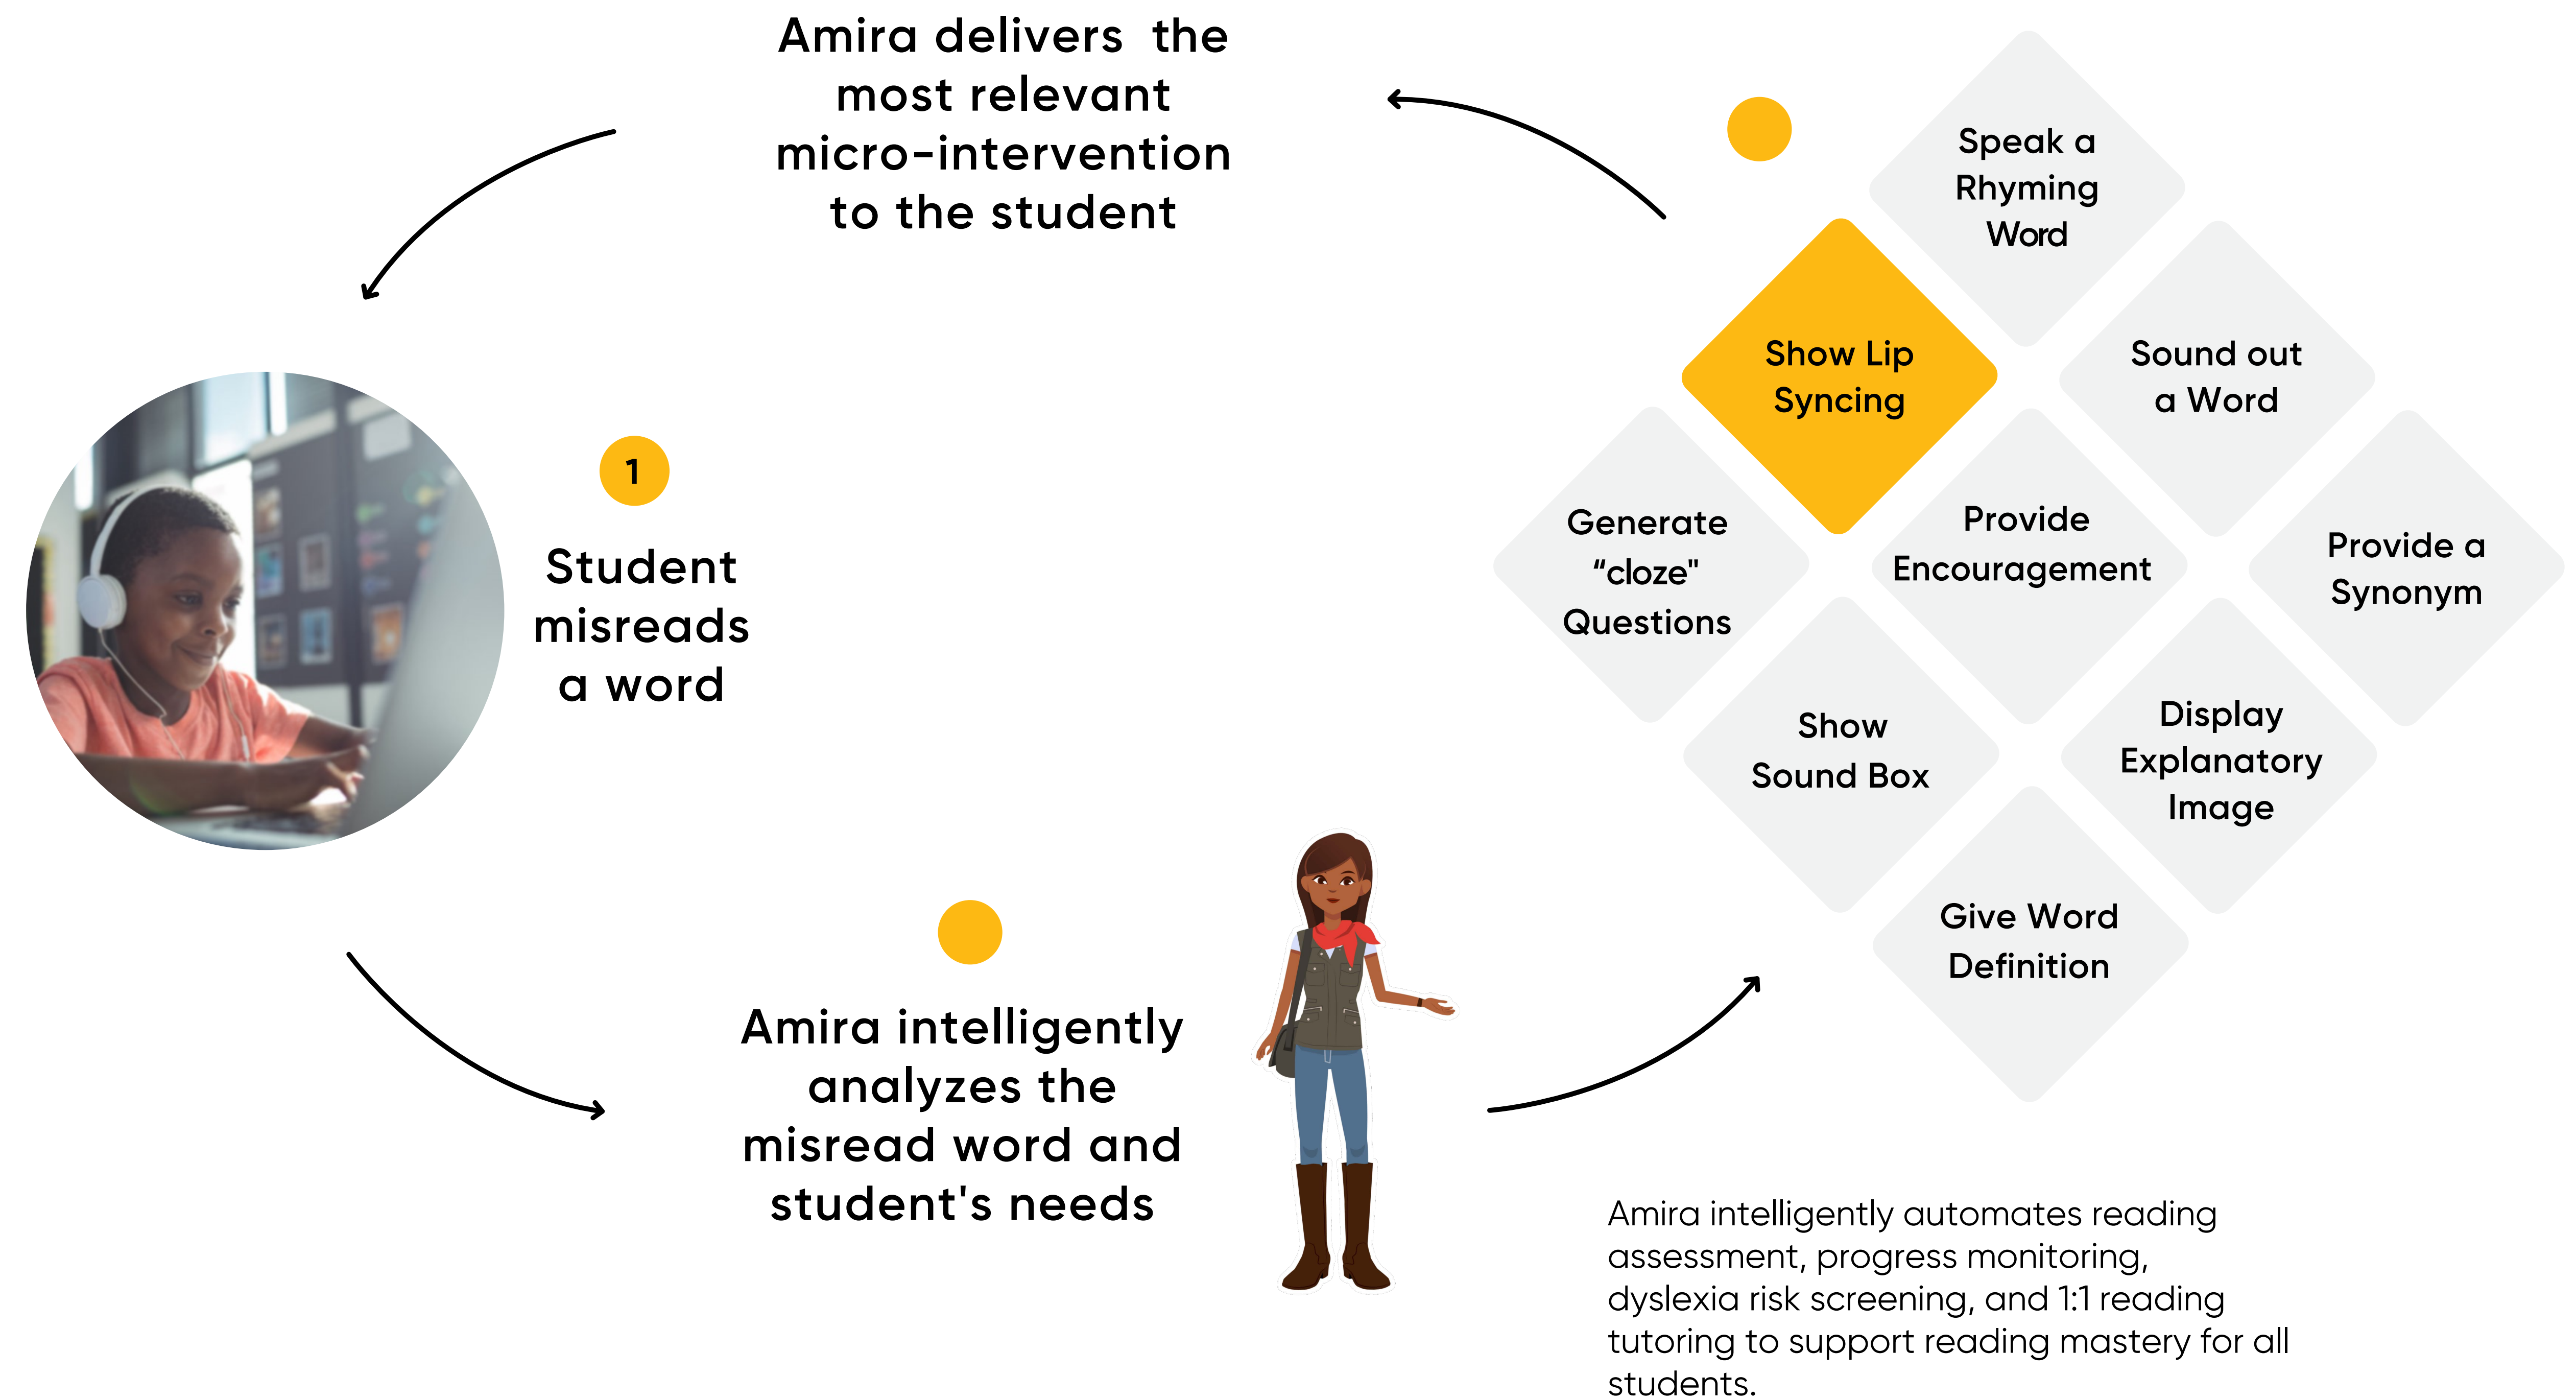 Amira delivers  the
most relevant
micro-intervention
to the student
1
Student
misreads
a word
Amira intelligently
analyzes the
misread word and
student's needs
Speak a
Rhyming
Word
Show Lip
Syncing
Sound out
a Word
Generate
“cloze"
Questions
Provide
Encouragement
Provide a
Synonym
Show
Sound Box
Display
Explanatory
Image
Give Word
Definition
Amira intelligently automates reading
assessment, progress monitoring,
dyslexia risk screening, and 1:1 reading
tutoring to support reading mastery for all
students.